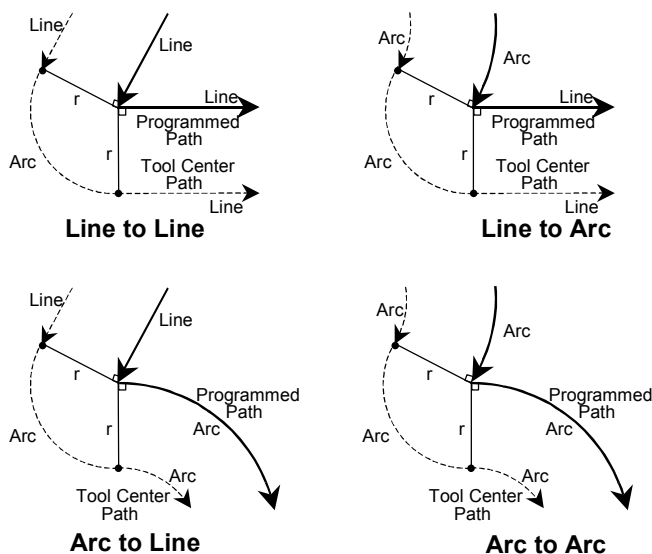 Line
Line
r
Line
Programmed
Path
Arc
r
Tool Center
Path
Line
Line to Line
Arc
Arc
r
Line
Programmed
Path
Arc
r
Tool Center
Path
Line
Line to Arc
Line
Line
r
Programmed
Path
Arc
Arc
r
Arc
Tool Center
Path
Arc to Line
Arc
Arc
r
Programmed
Path
Arc
Arc
r
Arc
Tool Center
Path
Arc to Arc